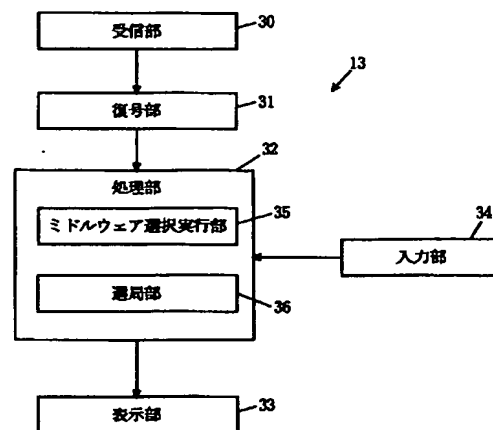 受信部
30
13
復号部
31
32
処理部
ミドルウェア選択実行部
35
34
入力部
選局部
36
表示部
33